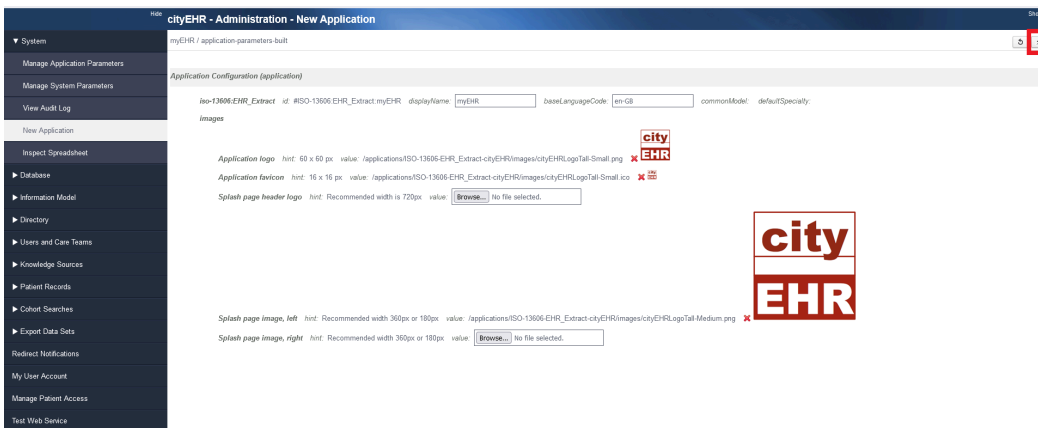 Hide
cityEHR - Administration - New Application
▼ System
Manage Application Parameters
Manage System Parameters
View Audit Log
New Application
Inspect Spreadsheet
▶ Database
▶ Information Model
▶ Directory
▶ Users and Care Teams
▶ Knowledge Sources
▶ Patient Records
▶ Cohort Searches
▶ Export Data Sets
Redirect Notifications
My User Account
Manage Patient Access
Test Web Service
myEHR / application-parameters-built
Application Configuration (application)
iso-13606:EHR_Extract id: #ISO-13606:EHR_Extract:myEHR displayName: myEHR baseLanguageCode: en-GB commonModel: defaultSpecialty:
images
Application logo hint: 60 x 60 px value: /applications/ISO-13606-EHR_Extract-cityEHR/images/cityEHRLogoTall-Small.png
city
EHR
Application favicon hint: 16 x 16 px value: /applications/ISO-13606-EHR_Extract-cityEHR/images/cityEHRLogoTall-Small.ico
Splash page header logo hint: Recommended width is 720px value: Browse... No file selected.
city
EHR
Splash page image, left hint: Recommended width 360px or 180px value: /applications/ISO-13606-EHR_Extract-cityEHR/images/cityEHRLogoTall-Medium.png
Splash page image, right hint: Recommended width 360px or 180px value: Browse... No file selected.